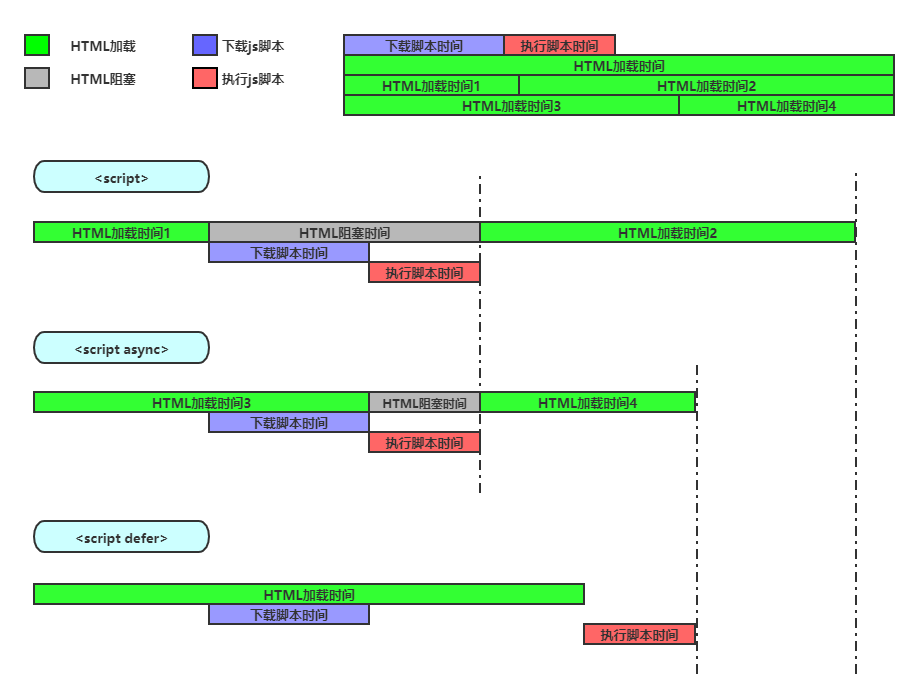 HTML加载
下载js脚本
HTML阻塞
执行js脚本
下载脚本时间
执行脚本时间
HTML加载时间
HTML加载时间1
HTML加载时间2
HTML加载时间3
HTML加载时间4
<script>
HTML加载时间1
HTML阻塞时间
HTML加载时间2
下载脚本时间
执行脚本时间
<script async>
HTML加载时间3
HTML阻塞时间
HTML加载时间4
下载脚本时间
执行脚本时间
<script defer>
HTML加载时间
下载脚本时间
执行脚本时间